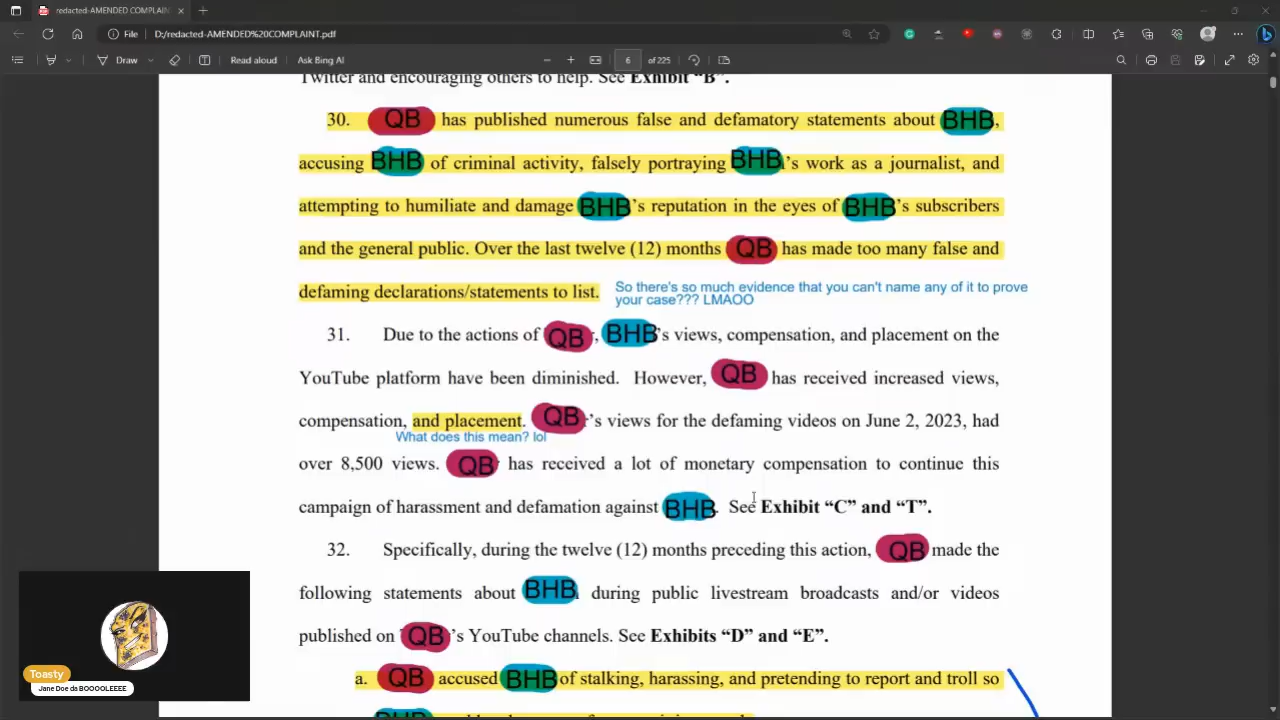 redacted-AMENDED COMPLAINT.pdf
File D:/redacted-AMENDED%20COMPLAINT.pdf
Draw Read aloud Ask Bing AI 6 of 225
Twitter and encouraging others to help. See Exhibit “B”.
30. QB has published numerous false and defamatory statements about BHB,
accusing BHB of criminal activity, falsely portraying BHB's work as a journalist, and
attempting to humiliate and damage BHB's reputation in the eyes of BHB's subscribers
and the general public. Over the last twelve (12) months QB has made too many false and
defaming declarations/statements to list.
So there's so much evidence that you can't name any of it to prove
your case??? LMAOO
31. Due to the actions of QB, BHB's views, compensation, and placement on the
YouTube platform have been diminished. However, QB has received increased views,
compensation, and placement. QB's views for the defaming videos on June 2, 2023, had
What does this mean? lol
over 8,500 views. QB has received a lot of monetary compensation to continue this
campaign of harassment and defamation against BHB. See Exhibit “C” and “T”.
32. Specifically, during the twelve (12) months preceding this action, QB made the
following statements about BHB during public livestream broadcasts and/or videos
published on QB's YouTube channels. See Exhibits “D” and “E”.
a. QB accused BHB of stalking, harassing, and pretending to report and troll so
BHB
Toasty
Jane Doe da BOOOOLEEEE